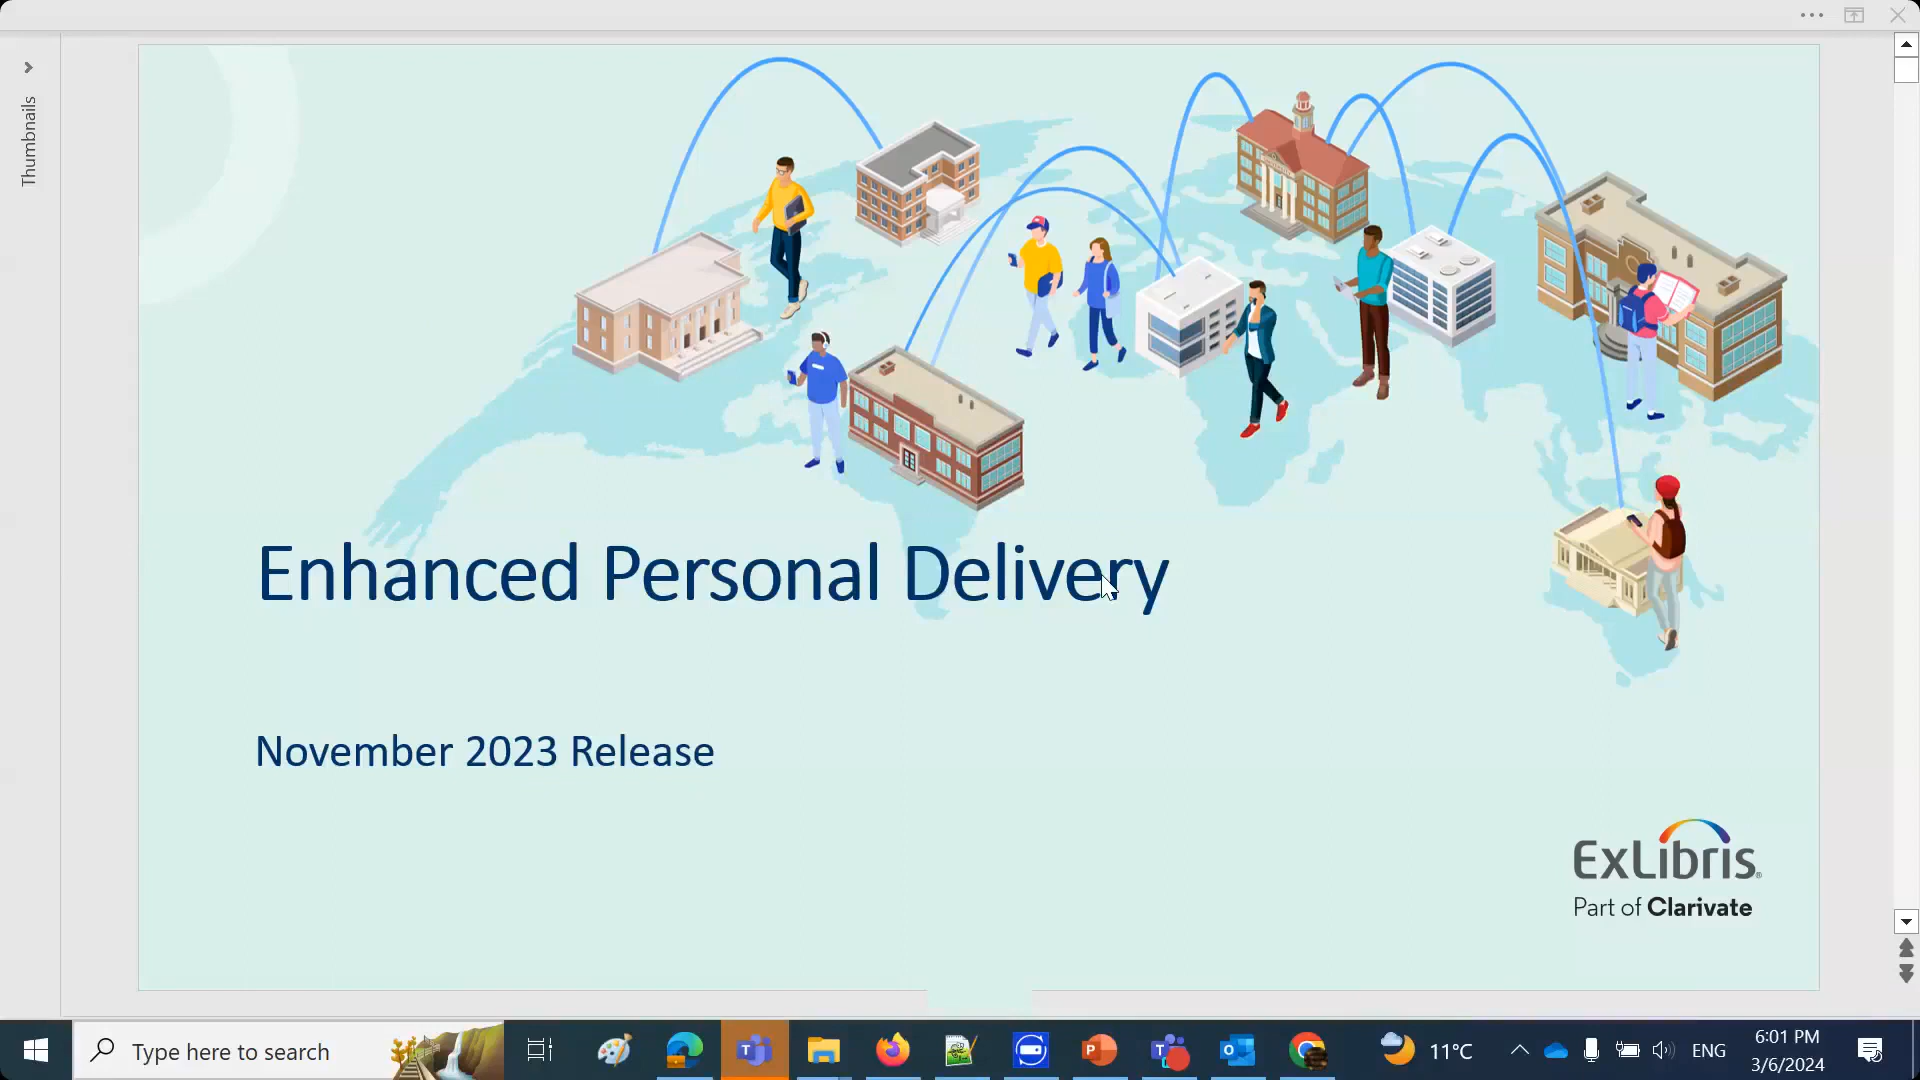 Thumbnails
Enhanced Personal Delivery
November 2023 Release
ExLibris®
Part of Clarivate
Type here to search
11°C
ENG
6:01 PM
3/6/2024